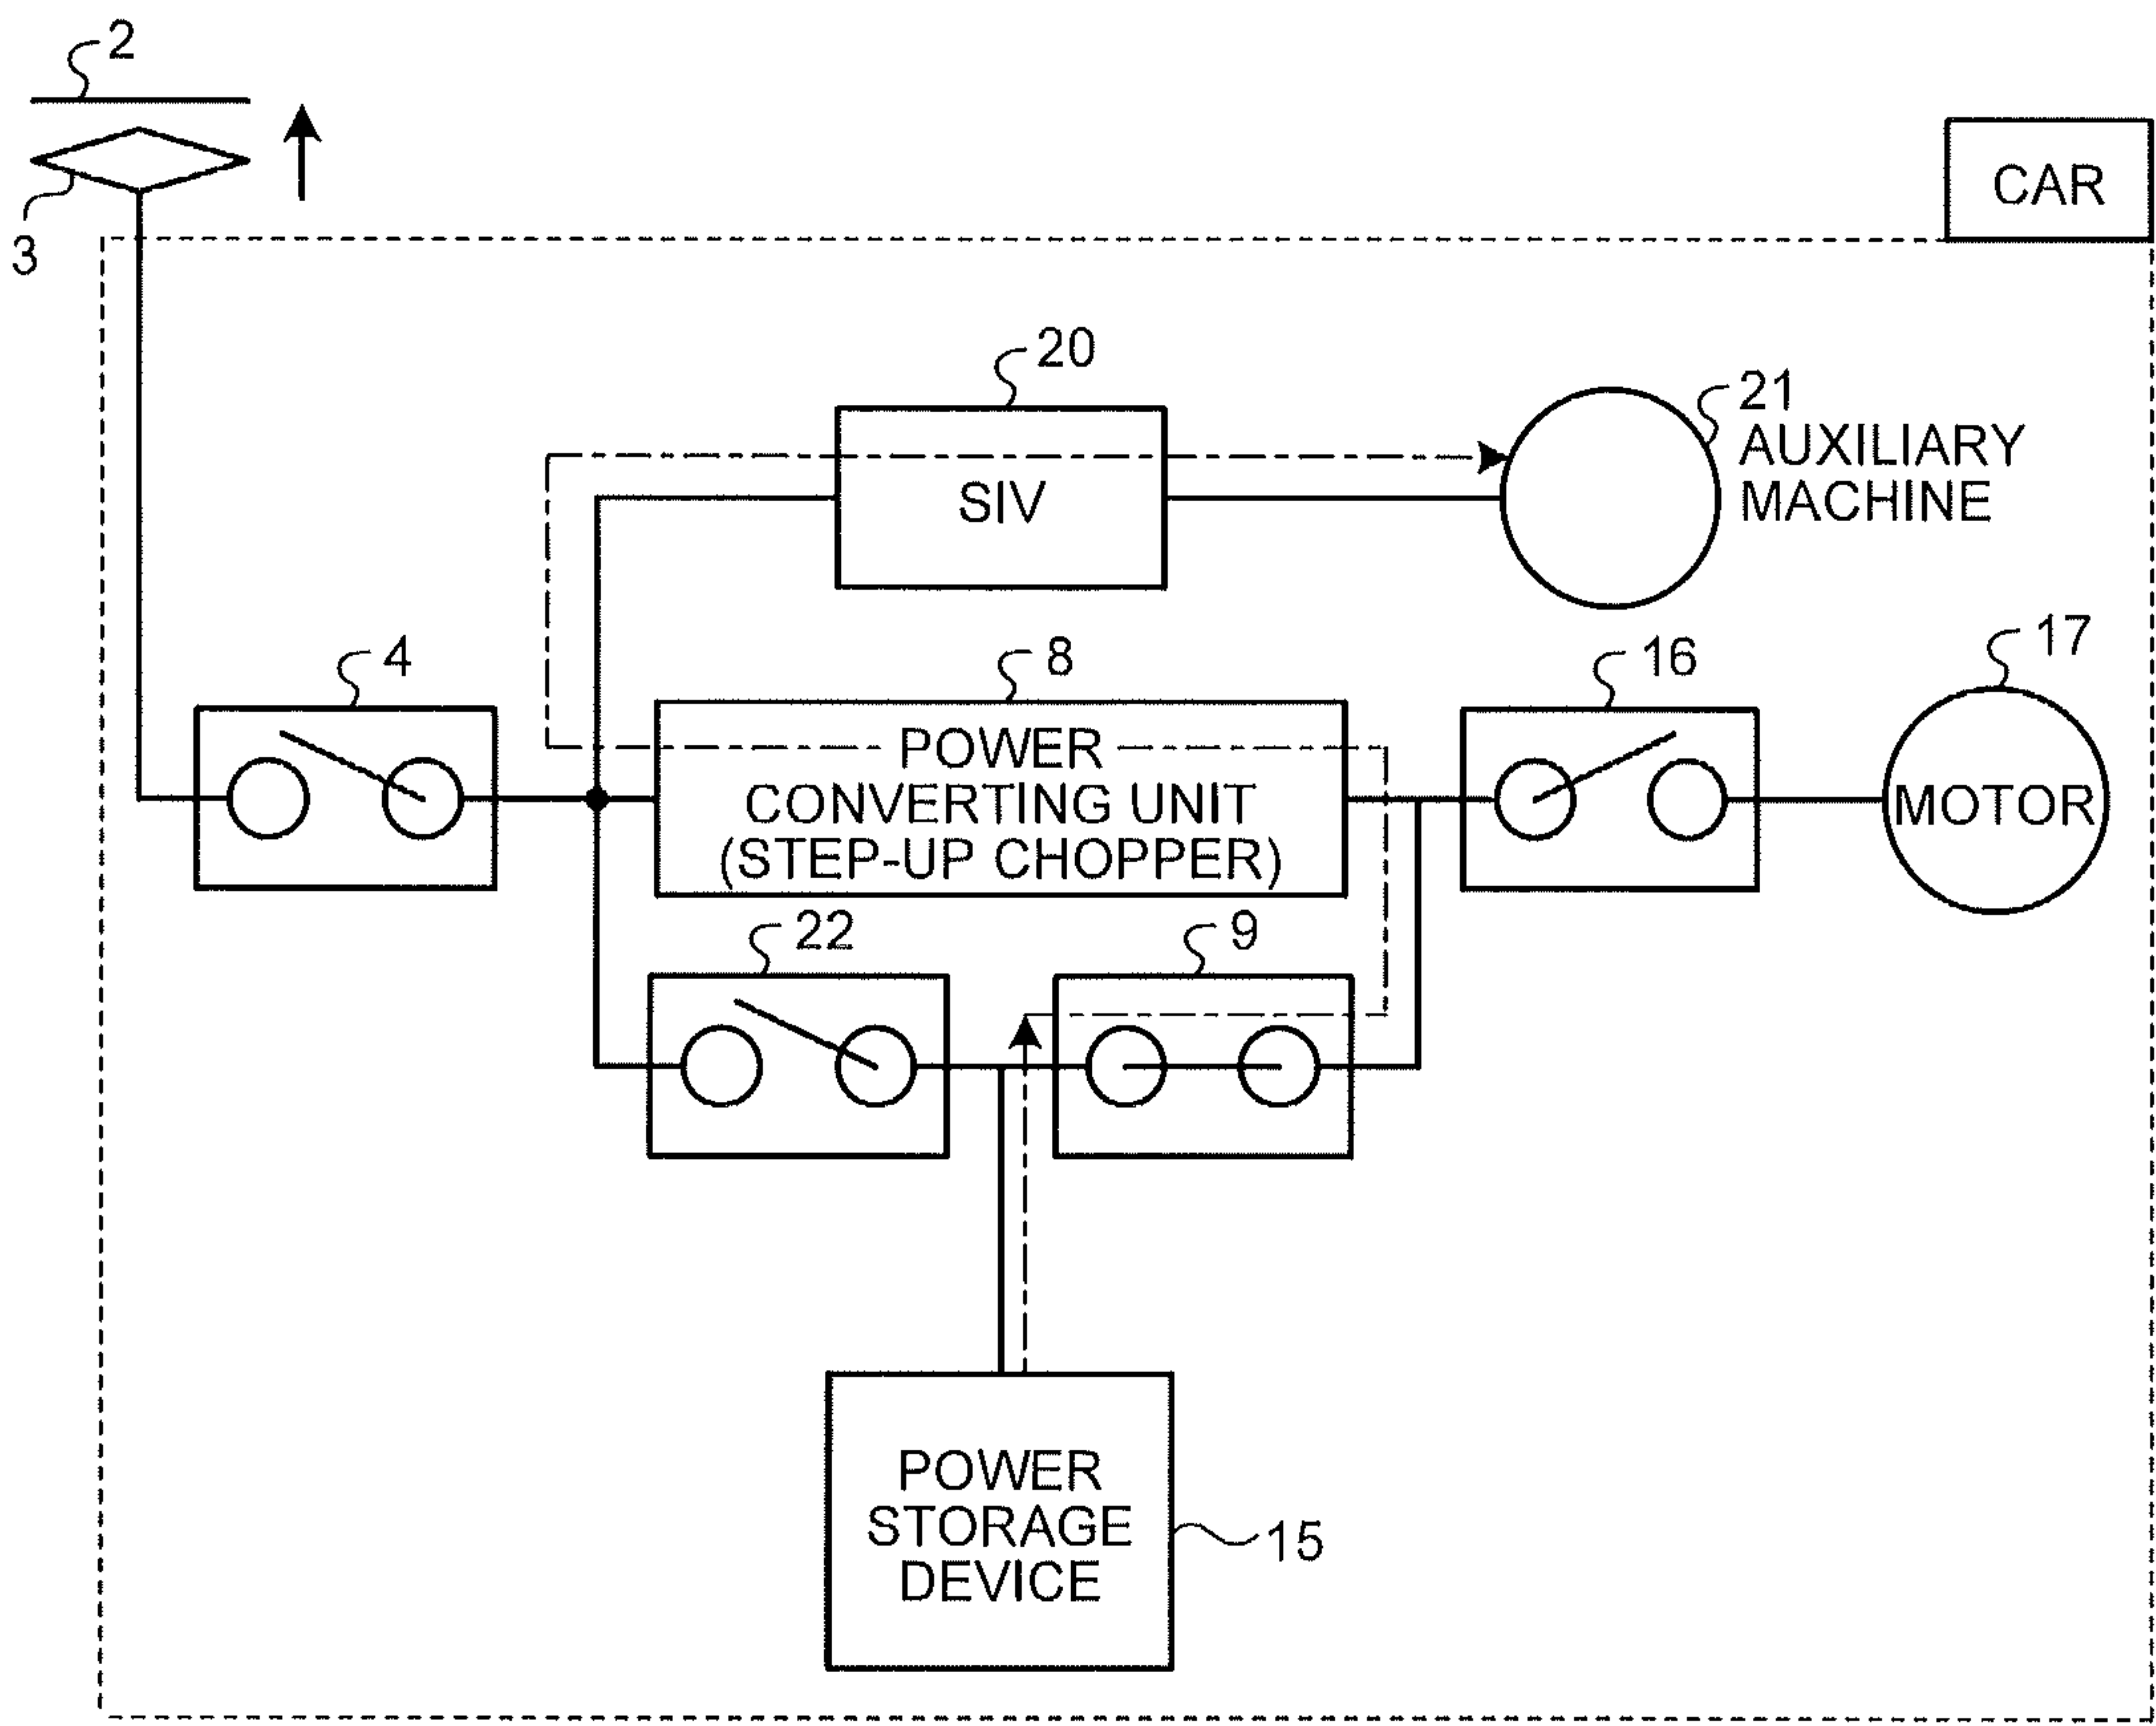 2
3
CAR
20
SIV
21
AUXILIARY
MACHINE
4
8
POWER
CONVERTING UNIT
(STEP-UP CHOPPER)
16
17
MOTOR
22
9
POWER
STORAGE
DEVICE
15